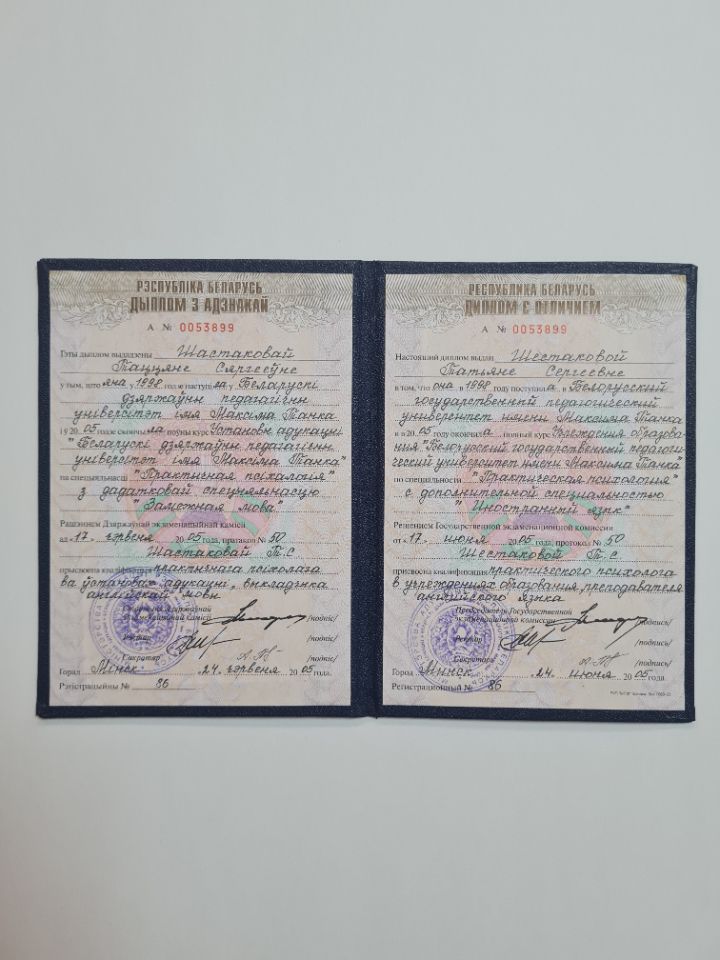 РЭСПУБЛІКА БЕЛАРУСЬ
ДЫПЛОМ З АДЗНАКАЙ
А № 0053899
Гэты дыплом выдадзены Шастаковай
Таццяне Сяргееўне
у тым, што яна 1998 годзе паступіла ў Беларускі
дзяржаўны педагагічны
універсітэт імя Максіма Танка
і ў 2005 годзе скончыла поўны курс Установы адукацыі
"Беларускі дзяржаўны педагагічны
універсітэт імя Максіма Танка"
па спецыяльнасці "Практычная псіхалогія"
з дадатковай спецыяльнасцю
"Замежная мова"
Рашэннем Дзяржаўнай экзаменацыйнай камісіі
ад "17" чэрвеня 2005 года, пратакол № 50
Шастаковай Т.С
прысвоена кваліфікацыя практычнага псіхолага
ва ўстановах адукацыі, выкладчыка
англійскай мовы
Старшыня Дзяржаўнай
экзаменацыйнай камісіі
/подпіс/
Рэктар /подпіс/
Сакратар /подпіс/
Горад Мінск 24 чэрвеня 2005 года.
Рэгістрацыйны № 86
РЕСПУБЛИКА БЕЛАРУСЬ
ДИПЛОМ С ОТЛИЧИЕМ
А № 0053899
Настоящий диплом выдан Шестаковой
Татьяне Сергеевне
в том, что она в 1998 году поступила в Белорусский
государственный педагогический
университет имени Максима Танка
и в 2005 году окончила полный курс Учреждения образова-
ния "Белорусский государственный педагоги-
ческий университет имени Максима Танка"
по специальности "Практическая психология"
с дополнительной специальностью
"Иностранный язык"
Решением Государственной экзаменационной комиссии
от "17" июня 2005 года, протокол № 50
Шестаковой Т.С
присвоена квалификация практического психолога
в учреждениях образования, преподавателя
английского языка
Председатель Государственной
экзаменационной комиссии
/подпись/
Ректор /подпись/
Секретарь /подпись/
Город Минск 24 июня 2005 года.
Регистрационный № 86